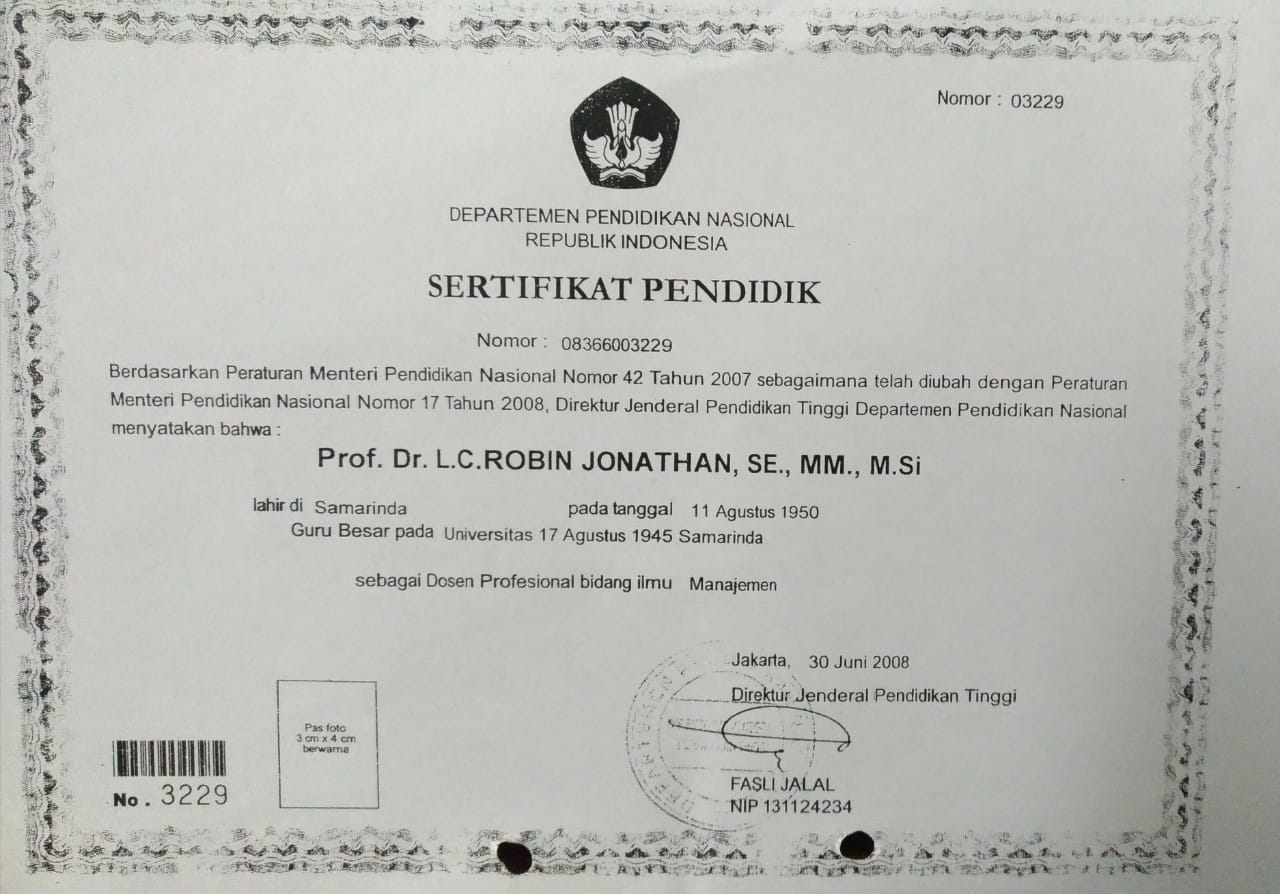 Nomor : 03229
DEPARTEMEN PENDIDIKAN NASIONAL
REPUBLIK INDONESIA
SERTIFIKAT PENDIDIK
Nomor : 08366003229
Berdasarkan Peraturan Menteri Pendidikan Nasional Nomor 42 Tahun 2007 sebagaimana telah diubah dengan Peraturan
Menteri Pendidikan Nasional Nomor 17 Tahun 2008, Direktur Jenderal Pendidikan Tinggi Departemen Pendidikan Nasional
menyatakan bahwa :
Prof. Dr. L.C.ROBIN JONATHAN, SE., MM., M.Si
lahir di Samarinda pada tanggal 11 Agustus 1950
Guru Besar pada Universitas 17 Agustus 1945 Samarinda
sebagai Dosen Profesional bidang ilmu Manajemen
Jakarta, 30 Juni 2008
Direktur Jenderal Pendidikan Tinggi
FASLI JALAL
NIP 131124234
Pas foto
3 cm x 4 cm
berwarna
No. 3229